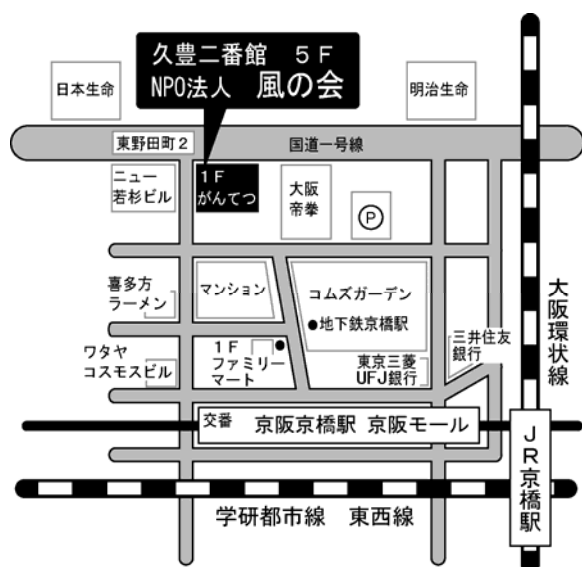 久豊二番館 5F
NPO法人 風の会
日本生命
明治生命
東野田町2
国道一号線
ニュー
若杉ビル
1F
がんてつ
大阪
帝拳
P
喜多方
ラーメン
マンション
コムズガーデン
●地下鉄京橋駅
大阪環状線
ワタヤ
コスモスビル
1F
ファミリー
マート
東京三菱
UFJ銀行
三井住友
銀行
交番
京阪京橋駅 京阪モール
JR京橋駅
学研都市線 東西線